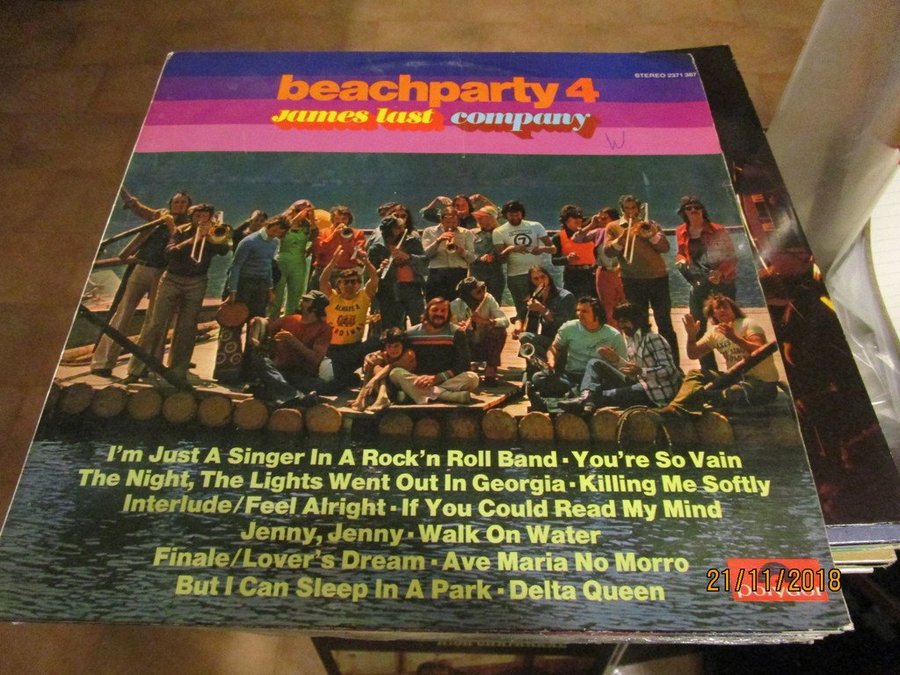 STEREO 2371 387
beachparty 4
james last company
W
ALWAYS A
I'm Just A Singer In A Rock'n Roll Band • You're So Vain
The Night, The Lights Went Out In Georgia • Killing Me Softly
Interlude/Feel Alright • If You Could Read My Mind
Jenny, Jenny • Walk On Water
Finale/Lover's Dream • Ave Maria No Morro
But I Can Sleep In A Park • Delta Queen
Polydor
21/11/2018